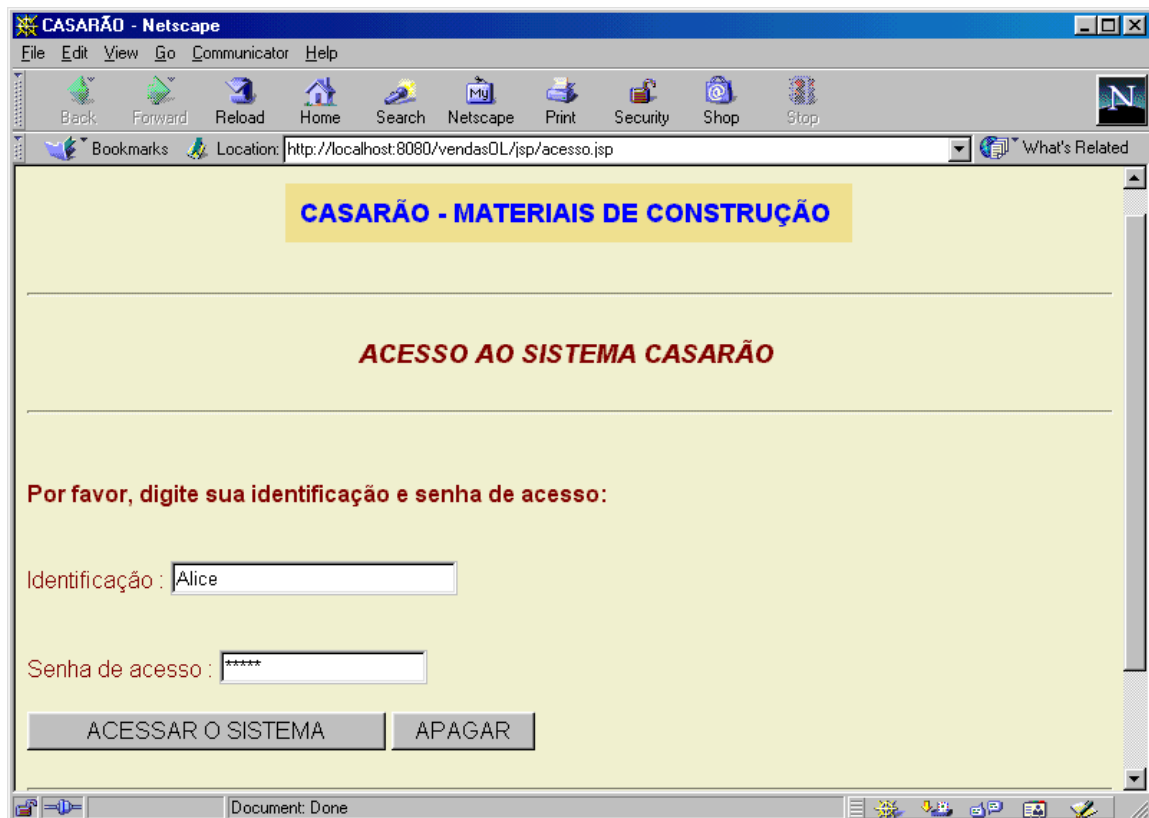 CASARÃO - Netscape
File Edit View Go Communicator Help
Back Forward Reload Home Search Netscape Print Security Shop Stop
Bookmarks Location: http://localhost:8080/vendasOL/jsp/acesso.jsp What's Related
CASARÃO - MATERIAIS DE CONSTRUÇÃO
ACESSO AO SISTEMA CASARÃO
Por favor, digite sua identificação e senha de acesso:
Identificação : Alice
Senha de acesso : *****
ACESSAR O SISTEMA APAGAR
Document: Done